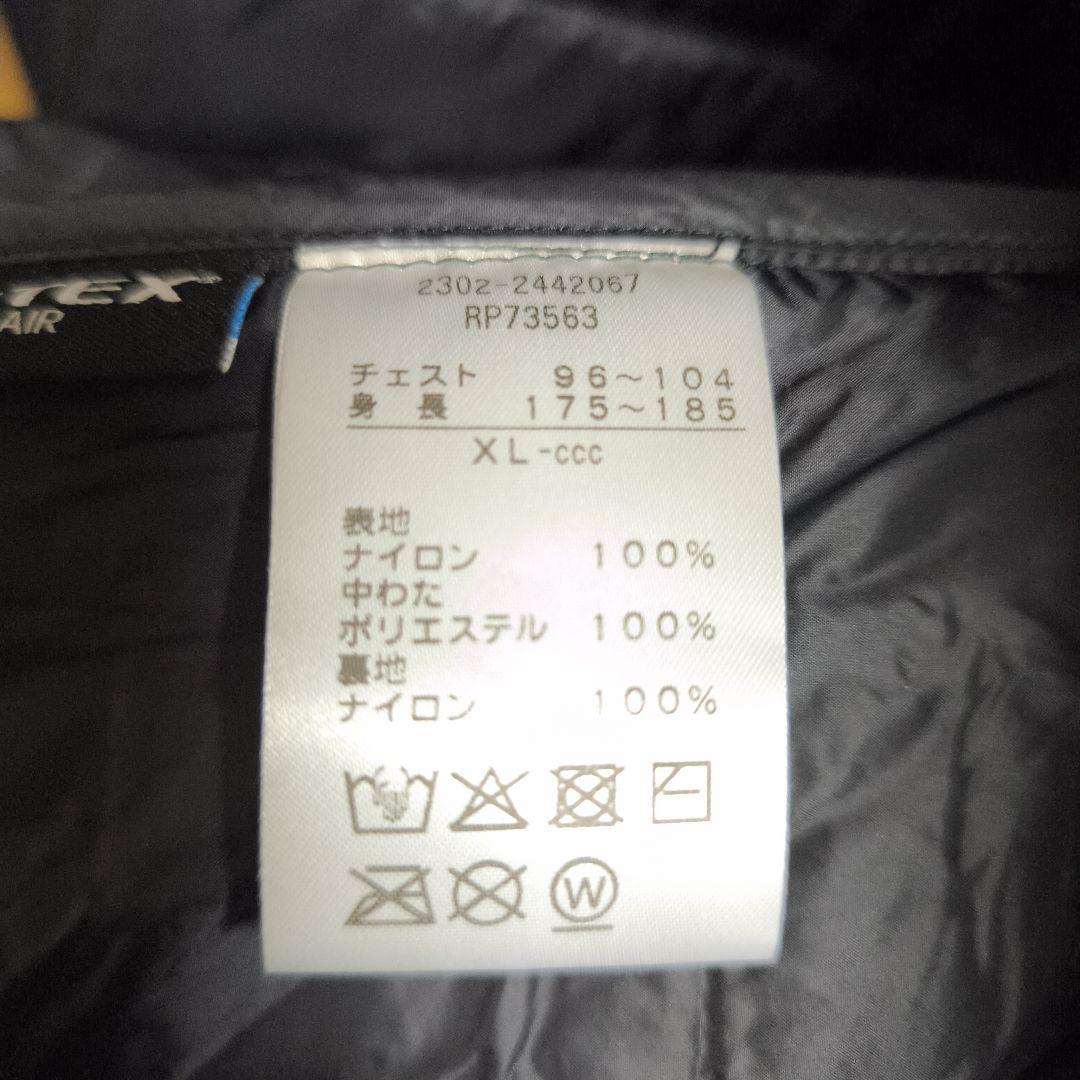 TEX
AIR
2302-2442067
RP73563
チェスト 96~104
身 長 175~185
XL-ccc
表地
ナイロン 100%
中わた
ポリエステル 100%
裏地
ナイロン 100%
W